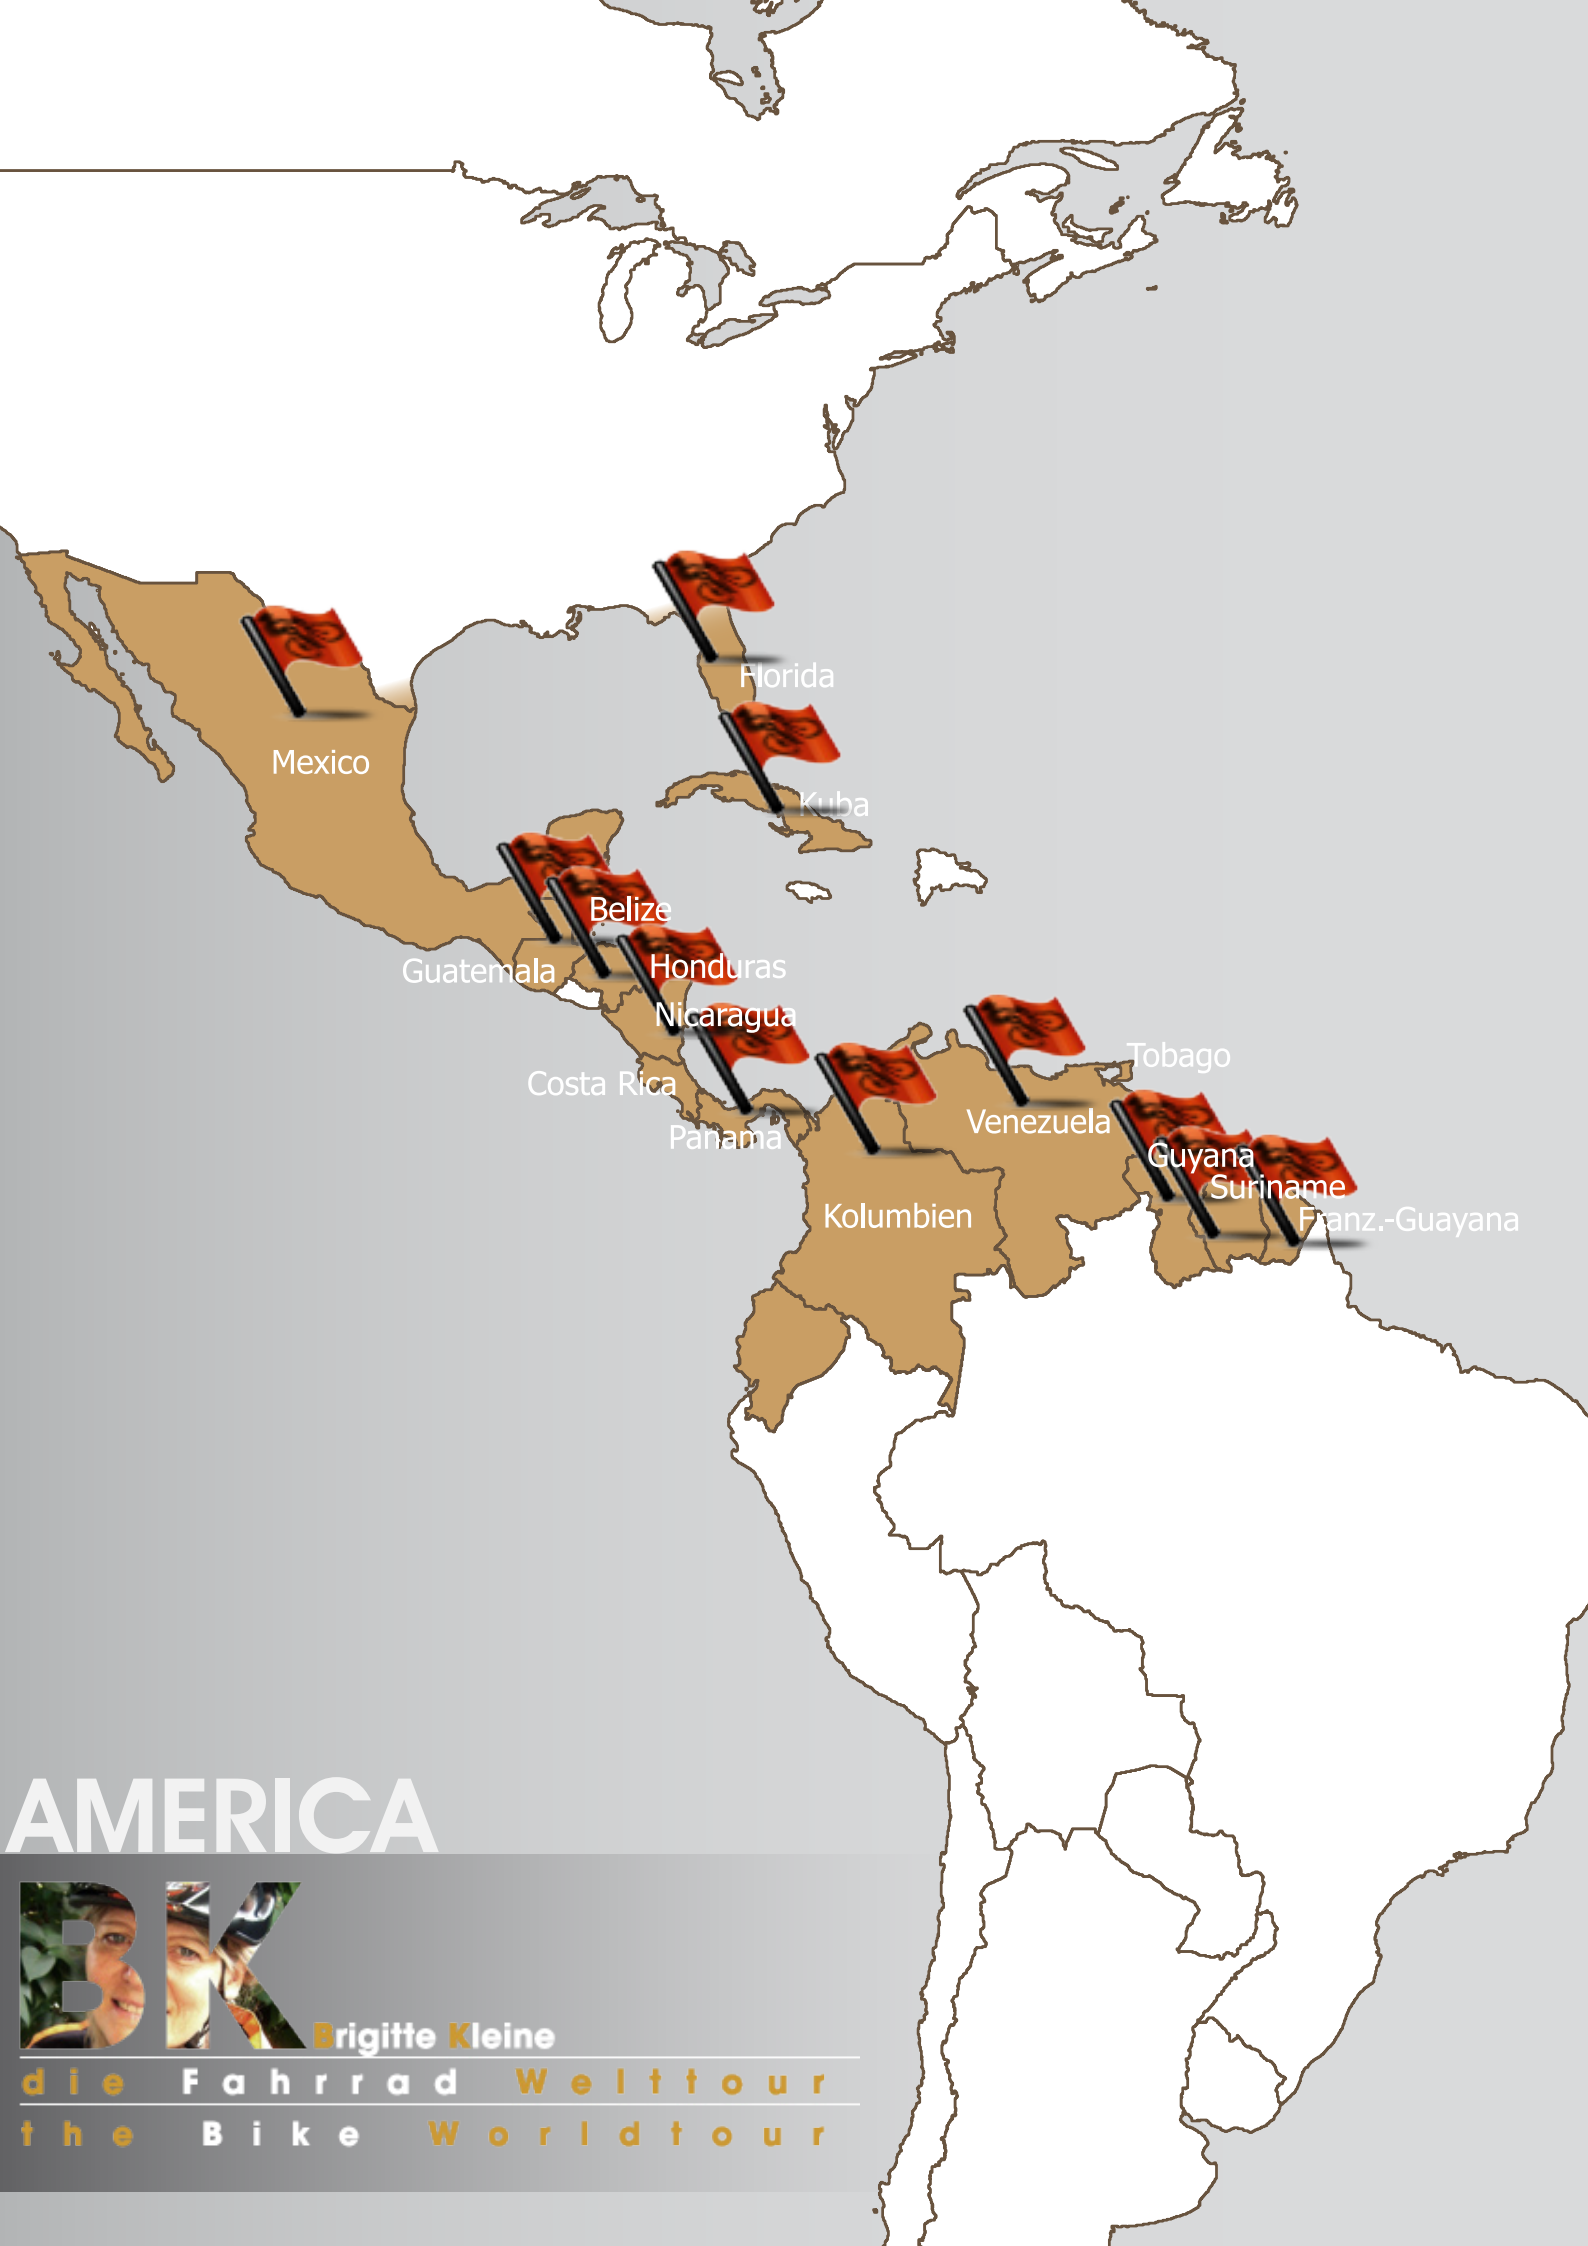 Florida
Mexico
Kuba
Belize
Guatemala
Honduras
Nicaragua
Tobago
Costa Rica
Venezuela
Panama
Guyana
Suriname
Kolumbien
Franz.-Guayana
AMERICA
BK
Brigitte Kleine
die Fahrrad Welttour
the Bike Worldtour